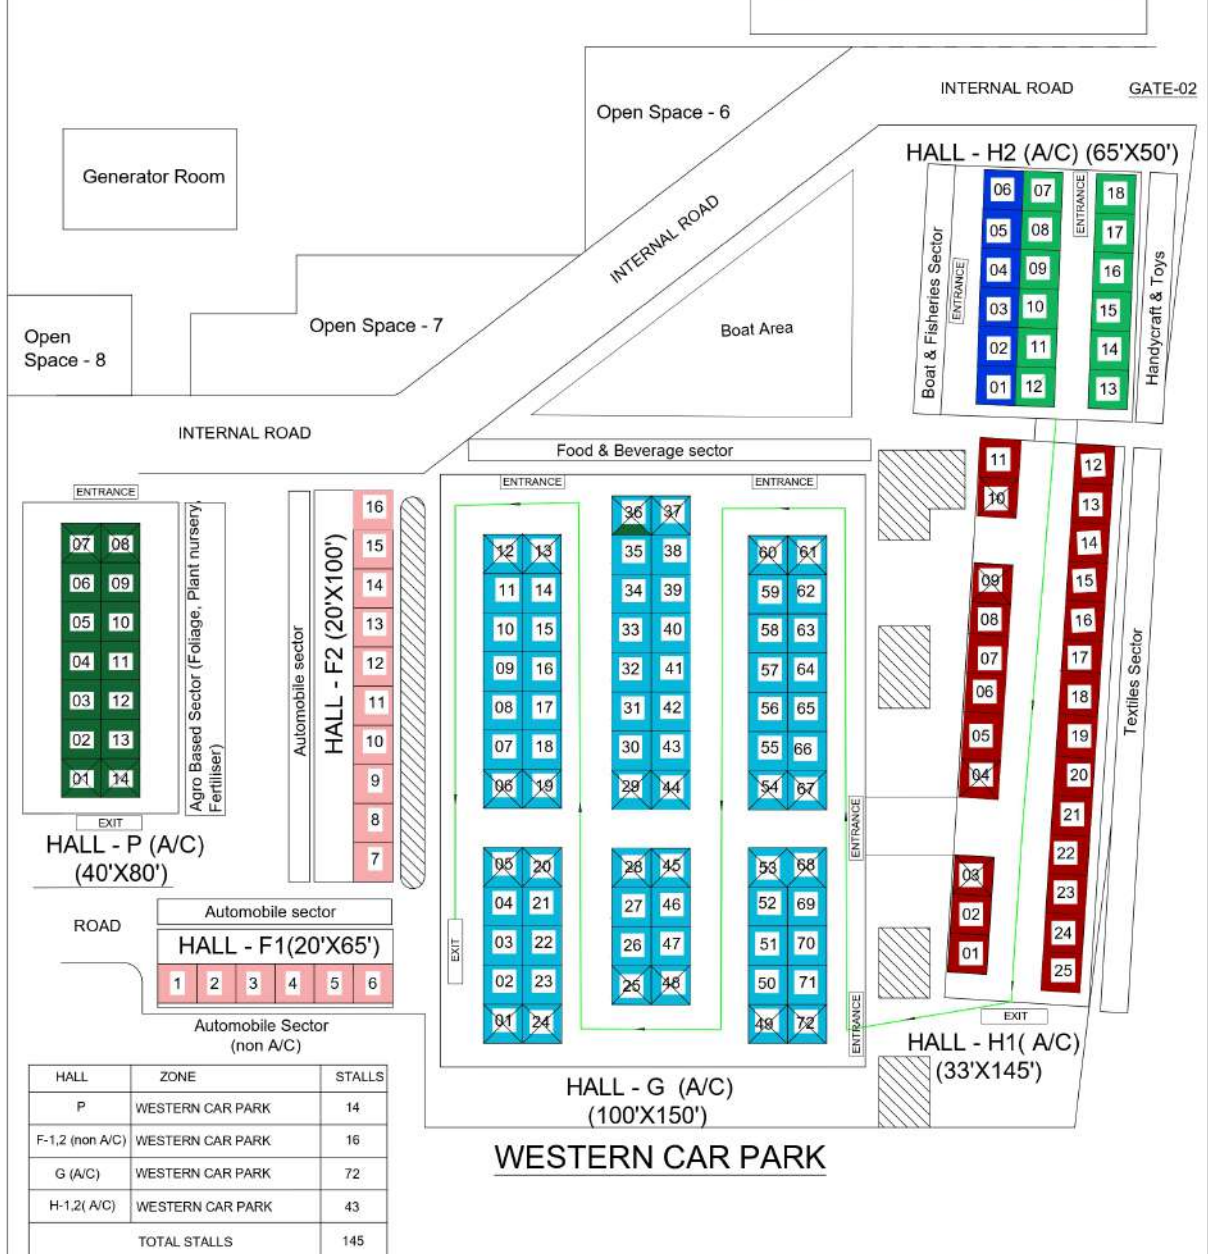 INTERNAL ROAD
GATE-02
Open Space - 6
HALL - H2 (A/C) (65'X50')
Generator Room
06 07 18
05 08 17
04 09 16
03 10 15
02 11 14
01 12 13
ENTRANCE
ENTRANCE
Boat & Fisheries Sector
Handycraft & Toys
INTERNAL ROAD
Boat Area
Open Space - 7
Open
Space - 8
INTERNAL ROAD
Food & Beverage sector
ENTRANCE
07 08
06 09
05 10
04 11
03 12
02 13
01 14
Agro Based Sector (Foliage, Plant nursery,
Fertiliser)
EXIT
HALL - P (A/C)
(40'X80')
Automobile sector
HALL - F2 (20'X100')
16
15
14
13
12
11
10
9
8
7
ENTRANCE
ENTRANCE
36 37
12 13 35 38 60 61
11 14 34 39 59 62
10 15 33 40 58 63
09 16 32 41 57 64
08 17 31 42 56 65
07 18 30 43 55 66
06 19 29 44 54 67
05 20 28 45 53 68
04 21 27 46 52 69
03 22 26 47 51 70
02 23 25 48 50 71
01 24 49 72
EXIT
ENTRANCE
ENTRANCE
11 12
10 13
14
09 15
08 16
07 17
06 18
05 19
04 20
21
22
03 23
02 24
01 25
Textiles Sector
EXIT
HALL - H1( A/C)
(33'X145')
ROAD
Automobile sector
HALL - F1(20'X65')
1 2 3 4 5 6
Automobile Sector
(non A/C)
HALL - G (A/C)
(100'X150')
WESTERN CAR PARK
HALL ZONE STALLS
P WESTERN CAR PARK 14
F-1,2 (non A/C) WESTERN CAR PARK 16
G (A/C) WESTERN CAR PARK 72
H-1,2( A/C) WESTERN CAR PARK 43
TOTAL STALLS 145